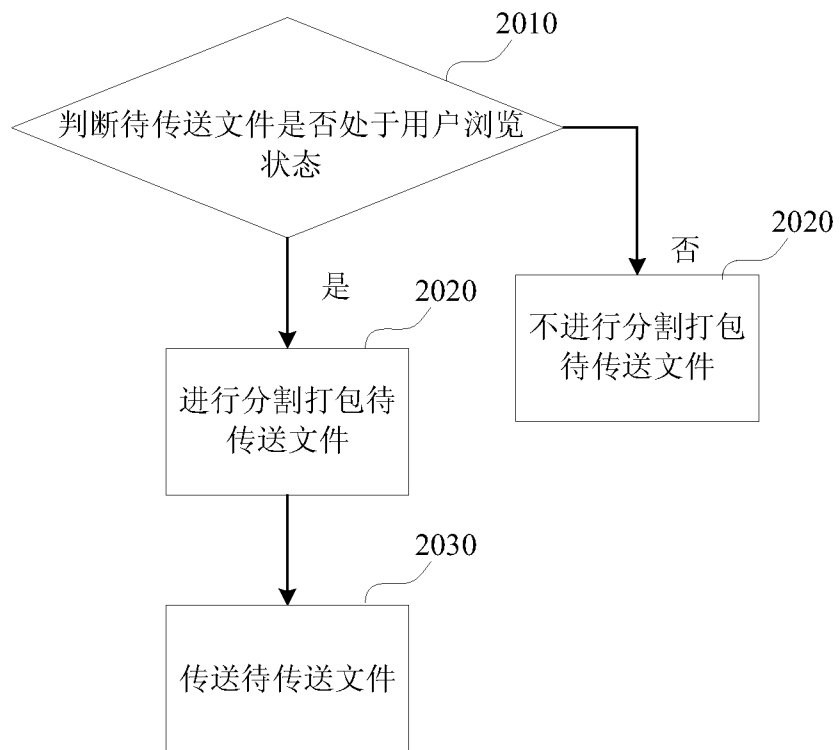 2010
判断待传送文件是否处于用户浏览
状态
是
否
2020
不进行分割打包
待传送文件
2020
进行分割打包待
传送文件
2030
传送待传送文件